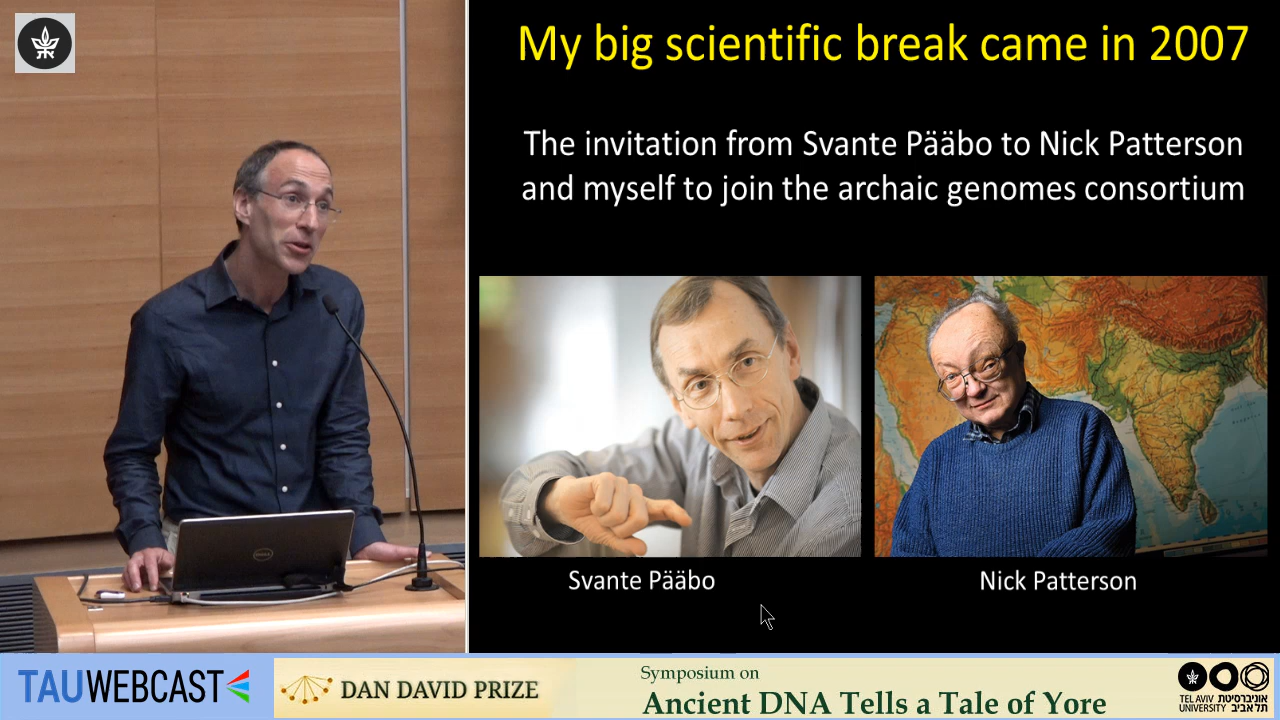 My big scientific break came in 2007
The invitation from Svante Pääbo to Nick Patterson
and myself to join the archaic genomes consortium
Svante Pääbo
Nick Patterson
DELL
TAUWEBCAST
DAN DAVID PRIZE
Symposium on
Ancient DNA Tells a Tale of Yore
TEL AVIV אוניברסיטת
UNIVERSITY תל אביב